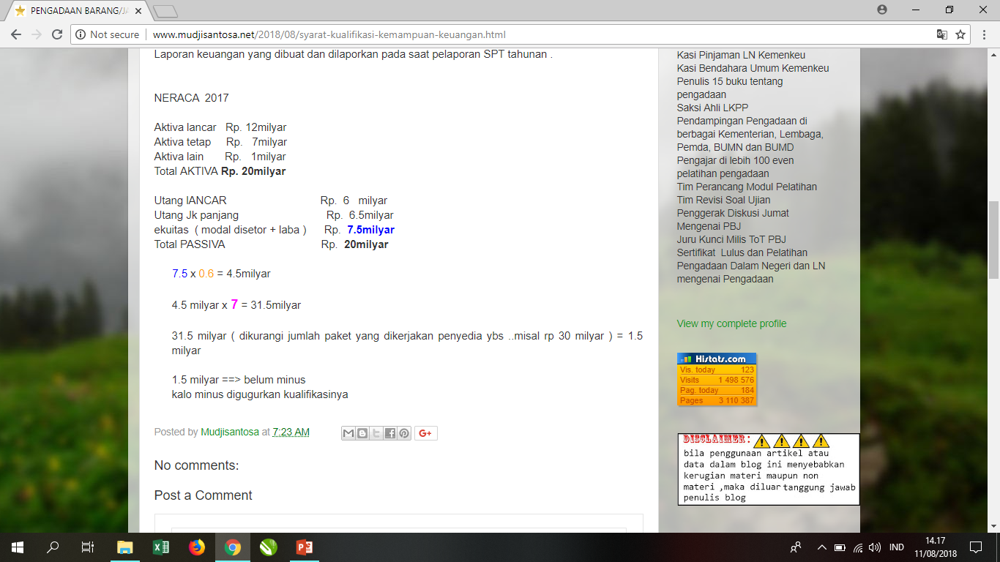 PENGADAAN BARANG/JA
Not secure
www.mudjisantosa.net/2018/08/syarat-kualifikasi-kemampuan-keuangan.html
Laporan keuangan yang dibuat dan dilaporkan pada saat pelaporan SPT tahunan .
NERACA 2017
Aktiva lancar Rp. 12milyar
Aktiva tetap Rp. 7milyar
Aktiva lain Rp. 1milyar
Total AKTIVA Rp. 20milyar
Utang lANCAR Rp. 6 milyar
Utang Jk panjang Rp. 6.5milyar
ekuitas ( modal disetor + laba ) Rp. 7.5milyar
Total PASSIVA Rp. 20milyar
7.5 x 0.6 = 4.5milyar
4.5 milyar x 7 = 31.5milyar
31.5 milyar ( dikurangi jumlah paket yang dikerjakan penyedia ybs ..misal rp 30 milyar ) = 1.5
milyar
1.5 milyar ==> belum minus
kalo minus digugurkan kualifikasinya
Posted by Mudjisantosa at 7:23 AM
G+
No comments:
Post a Comment
Kasi Pinjaman LN Kemenkeu
Kasi Bendahara Umum Kemenkeu
Penulis 15 buku tentang
pengadaan
Saksi Ahli LKPP
Pendampingan Pengadaan di
berbagai Kementerian, Lembaga,
Pemda, BUMN dan BUMD
Pengajar di lebih 100 even
pelatihan pengadaan
Tim Perancang Modul Pelatihan
Tim Revisi Soal Ujian
Penggerak Diskusi Jumat
Mengenai PBJ
Juru Kunci Milis ToT PBJ
Sertifikat Lulus dan Pelatihan
Pengadaan Dalam Negeri dan LN
mengenai Pengadaan
View my complete profile
Histats.com
Vis. today 123
Visits 1 498 576
Pag. today 184
Pages 3 110 387
DISCLAIMER:
bila penggunaan artikel atau
data dalam blog ini menyebabkan
kerugian materi maupun non
materi ,maka diluar tanggung jawab
penulis blog
IND
14.17
11/08/2018